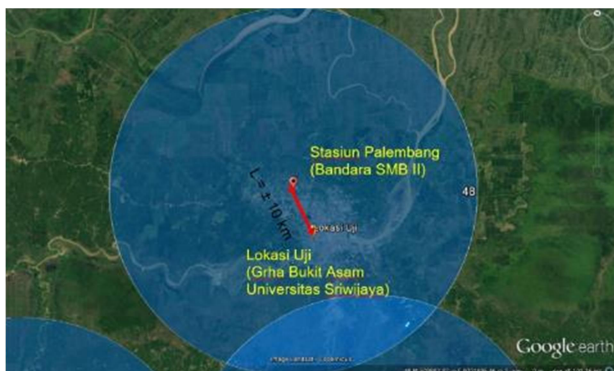 Stasiun Palembang
(Bandara SMB II)
48
L = ± 10 km
Lokasi Uji
Lokasi Uji
(Grha Bukit Asam
Universitas Sriwijaya)
Google earth